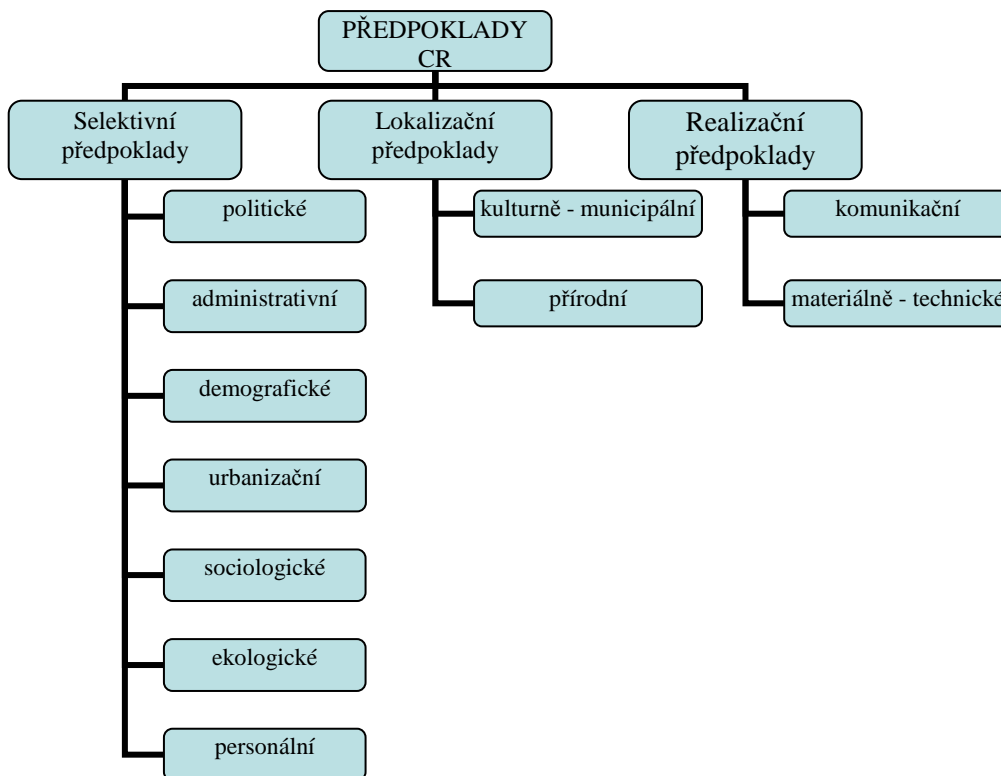 PŘEDPOKLADY
CR
Selektivní
předpoklady
Lokalizační
předpoklady
Realizační
předpoklady
politické
administrativní
demografické
urbanizační
sociologické
ekologické
personální
kulturně - municipální
přírodní
komunikační
materiálně - technické